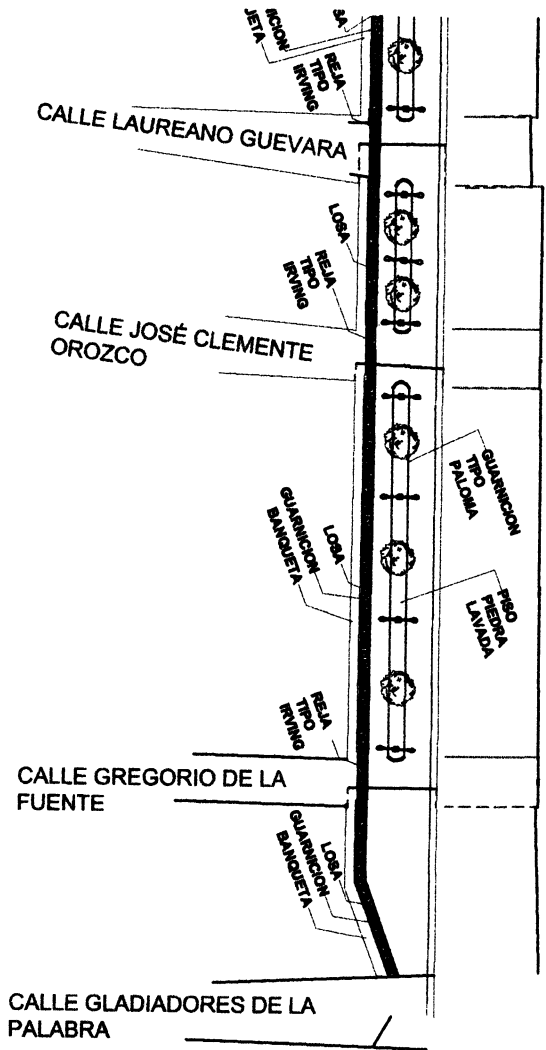 REJA
TIPO
IRVING
CALLE LAUREANO GUEVARA
LOSA
REJA
TIPO
IRVING
CALLE JOSÉ CLEMENTE
OROZCO
GUARNICION
TIPO
PALOMA
LOSA
GUARNICION
BANQUETA
PISO
PIEDRA
LAVADA
REJA
TIPO
IRVING
CALLE GREGORIO DE LA
FUENTE
LOSA
GUARNICION
BANQUETA
CALLE GLADIADORES DE LA
PALABRA